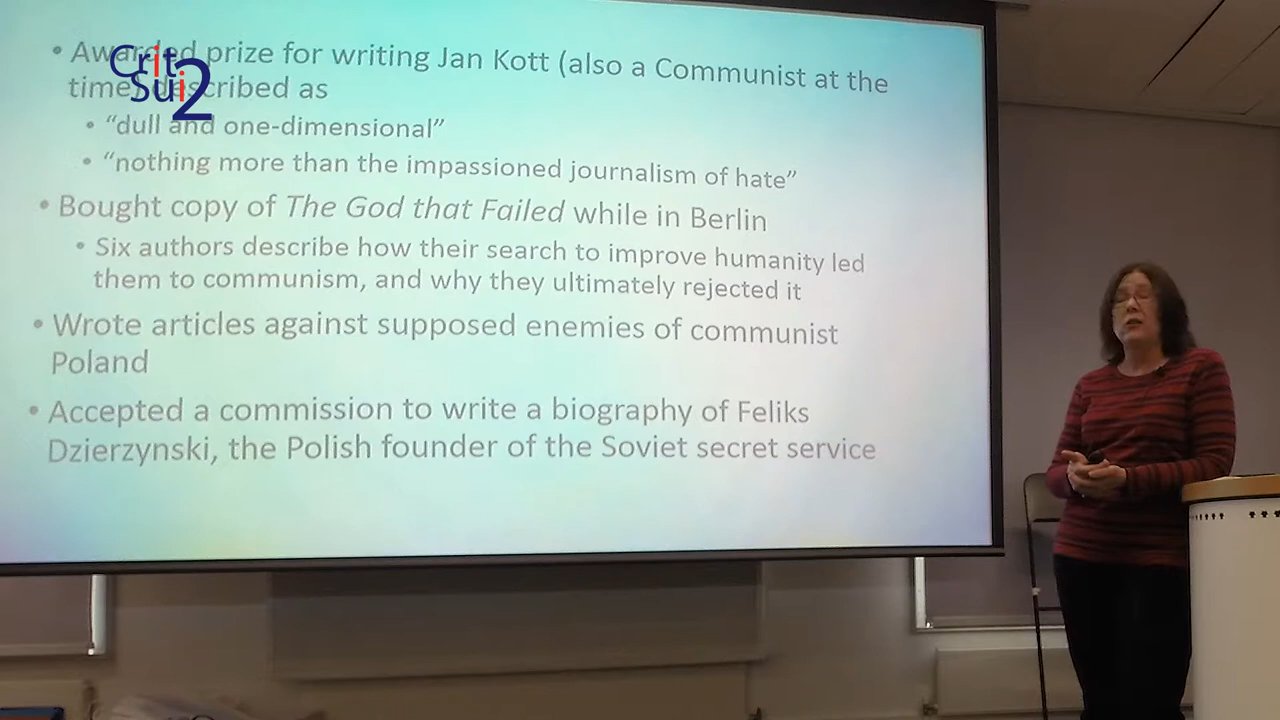 • Awarded prize for writing Jan Kott (also a Communist at the
time) described as
• “dull and one-dimensional”
• “nothing more than the impassioned journalism of hate”
• Bought copy of The God that Failed while in Berlin
• Six authors describe how their search to improve humanity led
them to communism, and why they ultimately rejected it
• Wrote articles against supposed enemies of communist
Poland
• Accepted a commission to write a biography of Feliks
Dzierzynski, the Polish founder of the Soviet secret service
Crit
Sui2